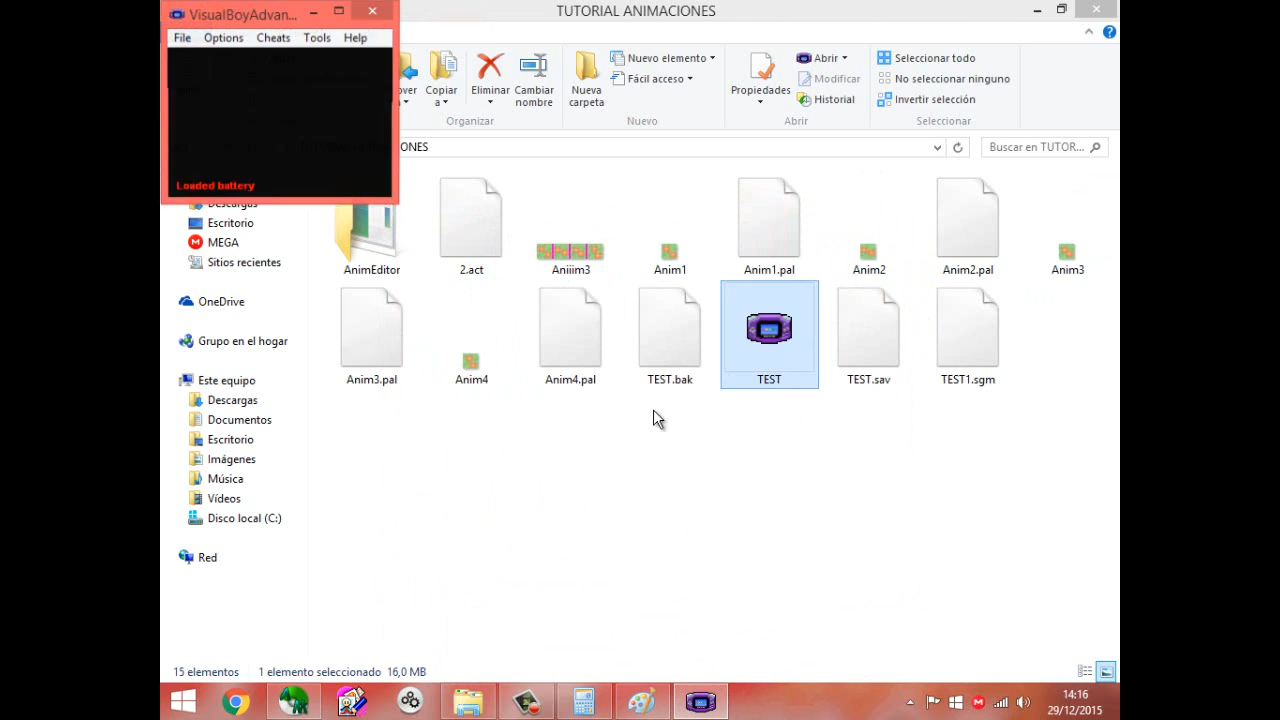 VisualBoyAdvan...
TUTORIAL ANIMACIONES
File Options Cheats Tools Help
Loaded battery
over
Copiar a
Eliminar
Cambiar nombre
Organizar
Nueva carpeta
Nuevo elemento
Fácil acceso
Nuevo
Propiedades
Abrir
Modificar
Historial
Abrir
Seleccionar todo
No seleccionar ninguno
Invertir selección
Seleccionar
ONES
Buscar en TUTOR...
Descargas
Escritorio
MEGA
Sitios recientes
OneDrive
Grupo en el hogar
Este equipo
Descargas
Documentos
Escritorio
Imágenes
Música
Vídeos
Disco local (C:)
Red
AnimEditor
2.act
Aniiim3
Anim1
Anim1.pal
Anim2
Anim2.pal
Anim3
Anim3.pal
Anim4
Anim4.pal
TEST.bak
TEST
TEST.sav
TEST1.sgm
15 elementos 1 elemento seleccionado 16,0 MB
14:16
29/12/2015